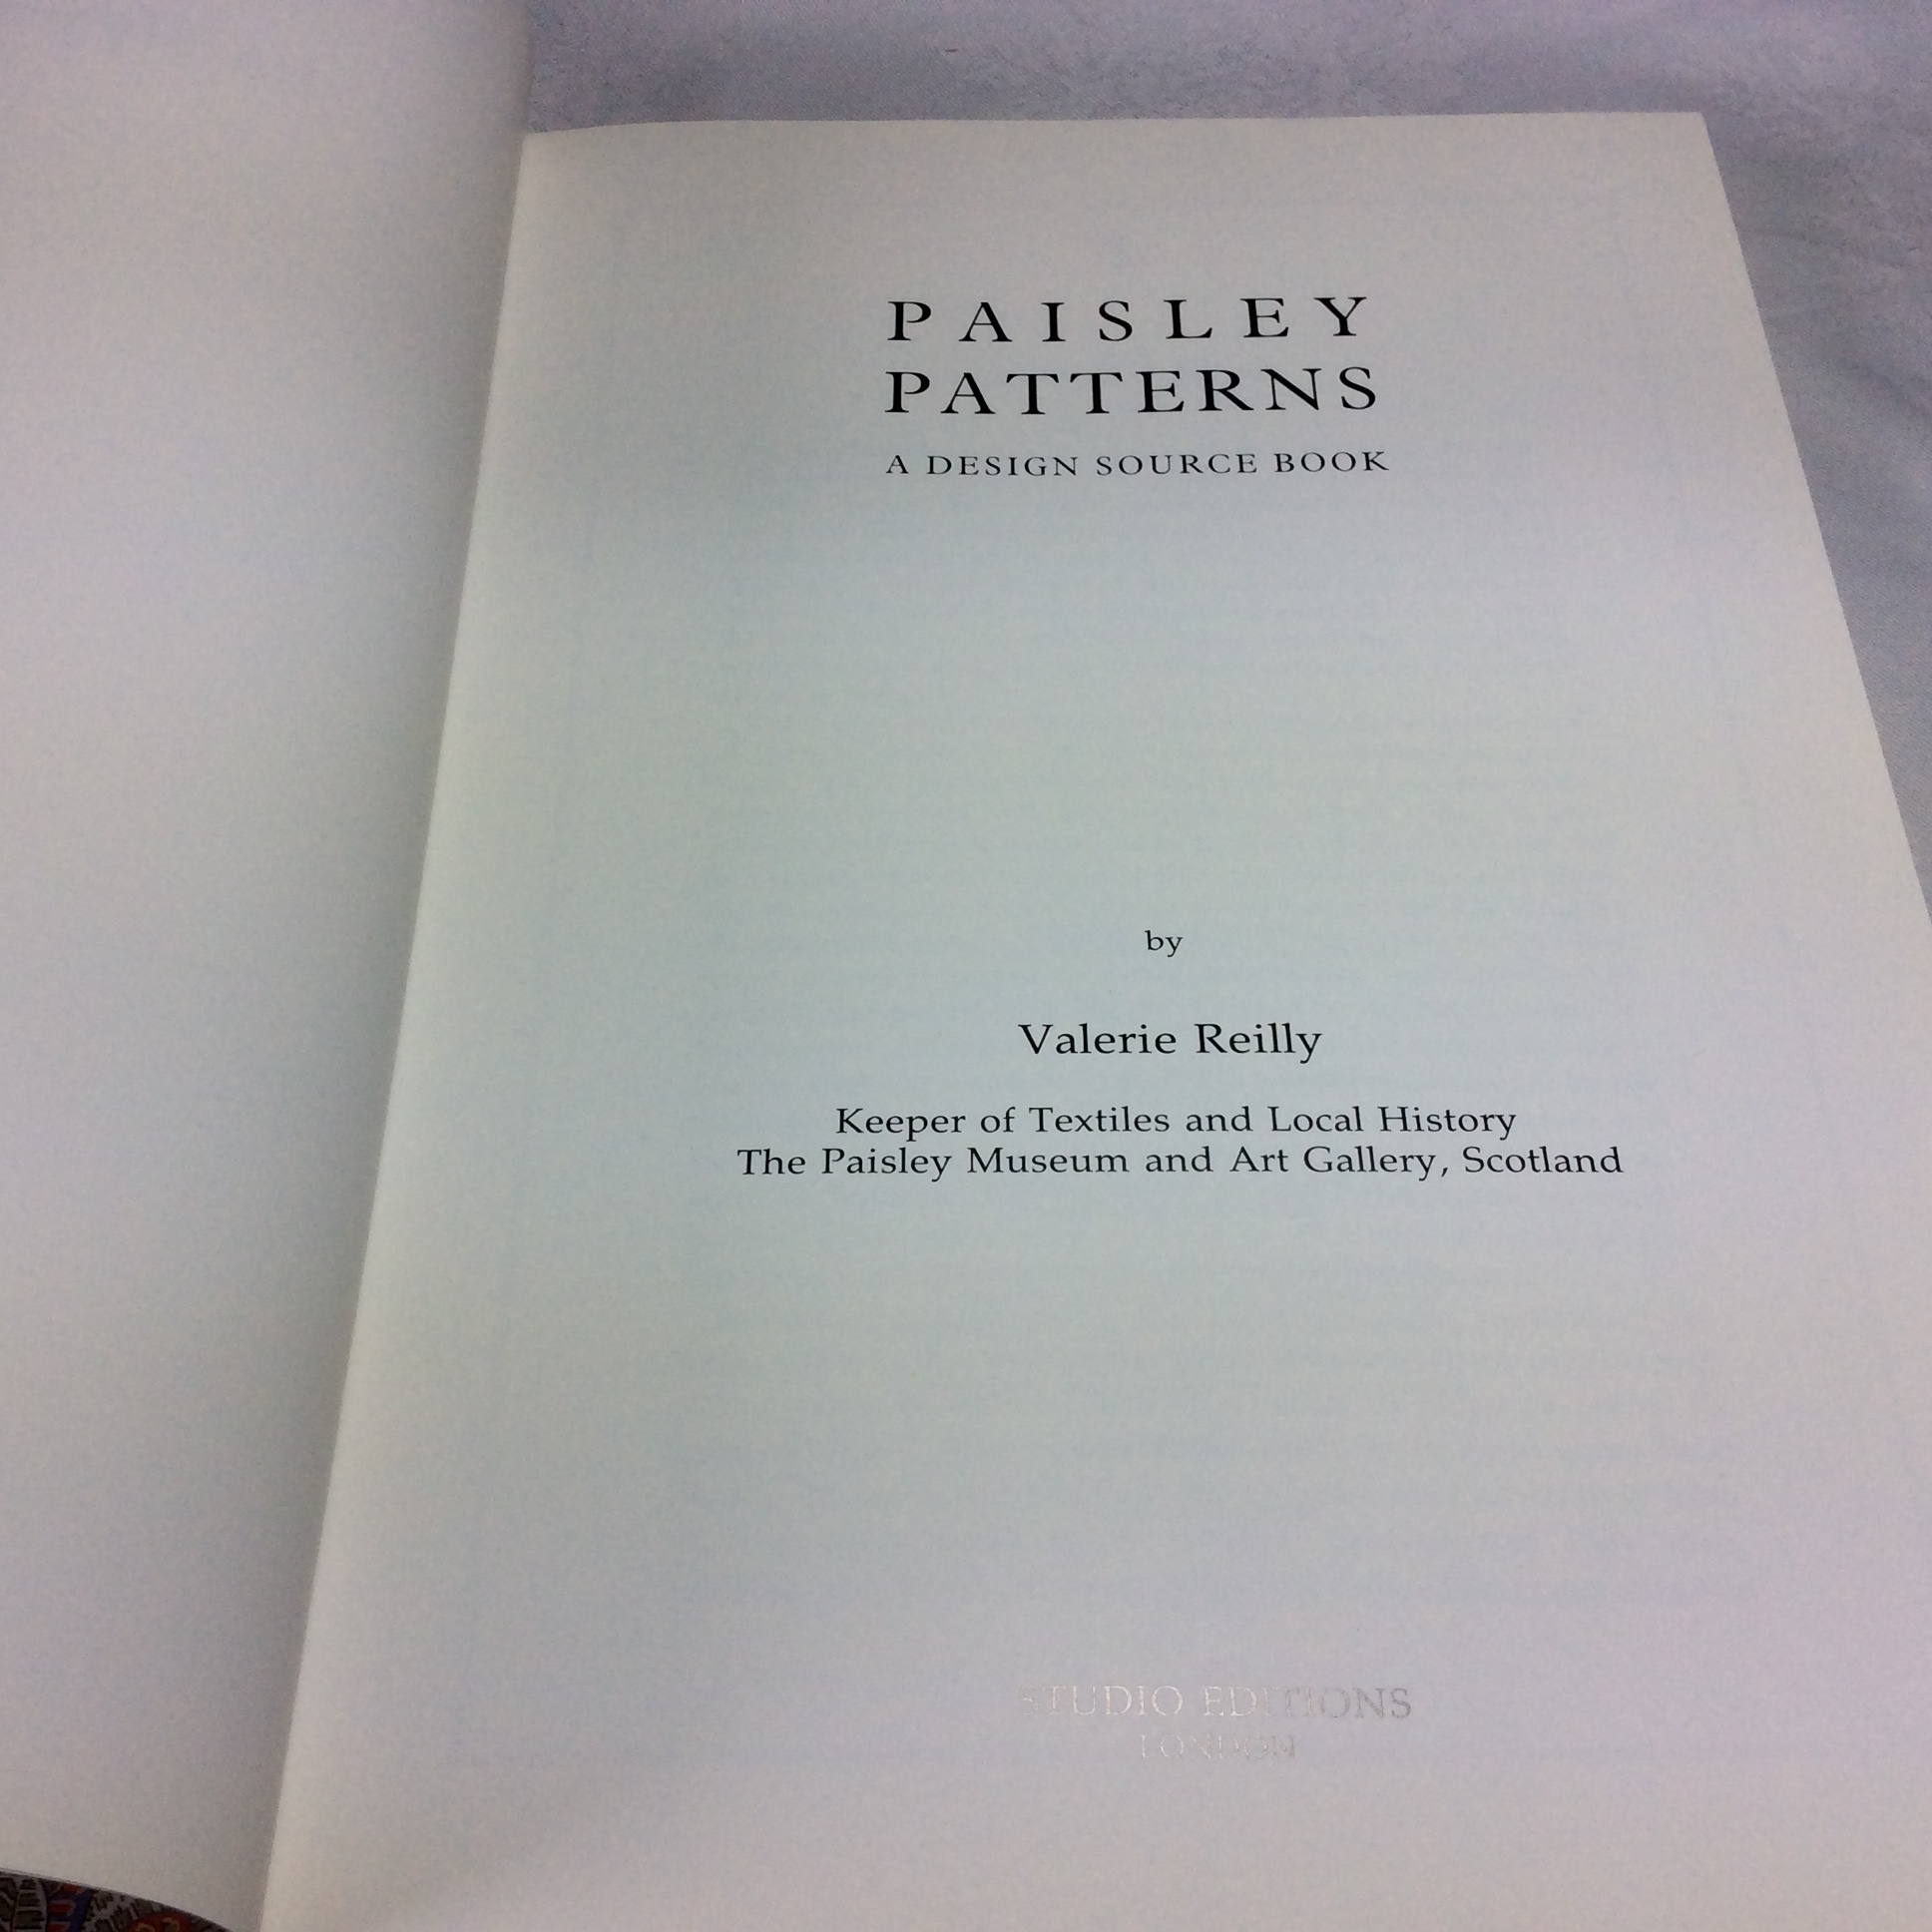 PAISLEY
PATTERNS
A DESIGN SOURCE BOOK
by
Valerie Reilly
Keeper of Textiles and Local History
The Paisley Museum and Art Gallery, Scotland
STUDIO EDITIONS
LONDON